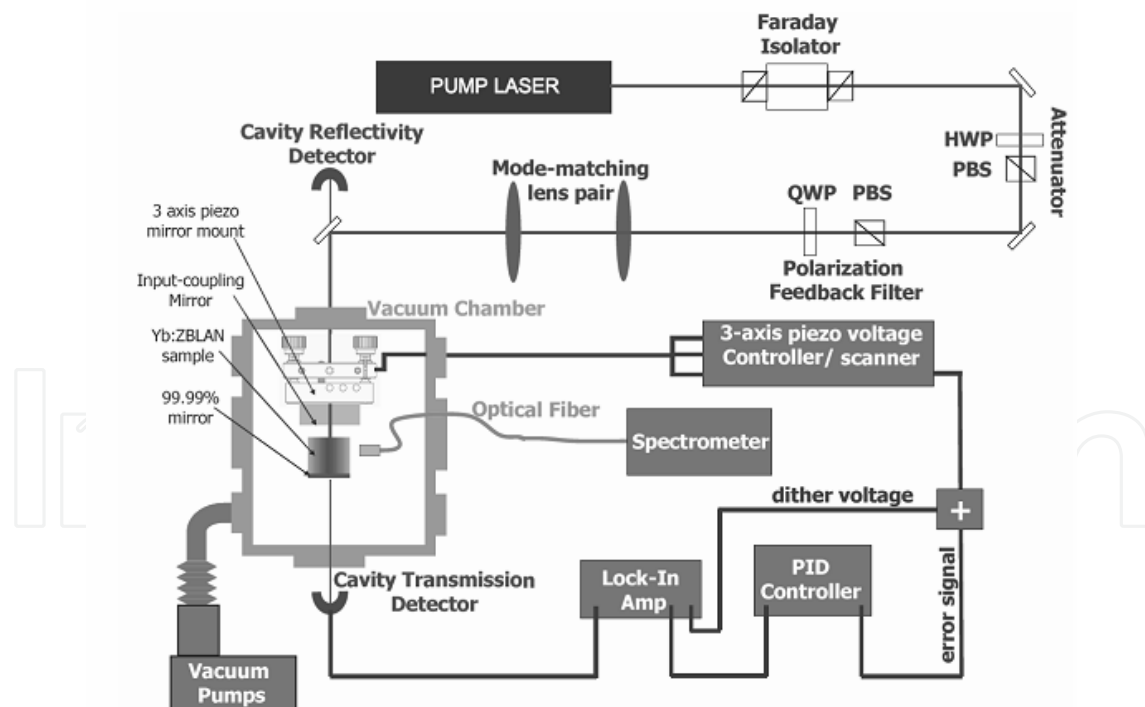 Faraday
Isolator
PUMP LASER
Attenuator
HWP
PBS
Cavity Reflectivity
Detector
Mode-matching
lens pair
QWP
PBS
Polarization
Feedback Filter
3 axis piezo
mirror mount
Input-coupling
Mirror
Vacuum Chamber
Yb:ZBLAN
sample
99.99%
mirror
3-axis piezo voltage
Controller/ scanner
Optical Fiber
Spectrometer
dither voltage
+
error signal
Cavity Transmission
Detector
Lock-In
Amp
PID
Controller
Vacuum
Pumps